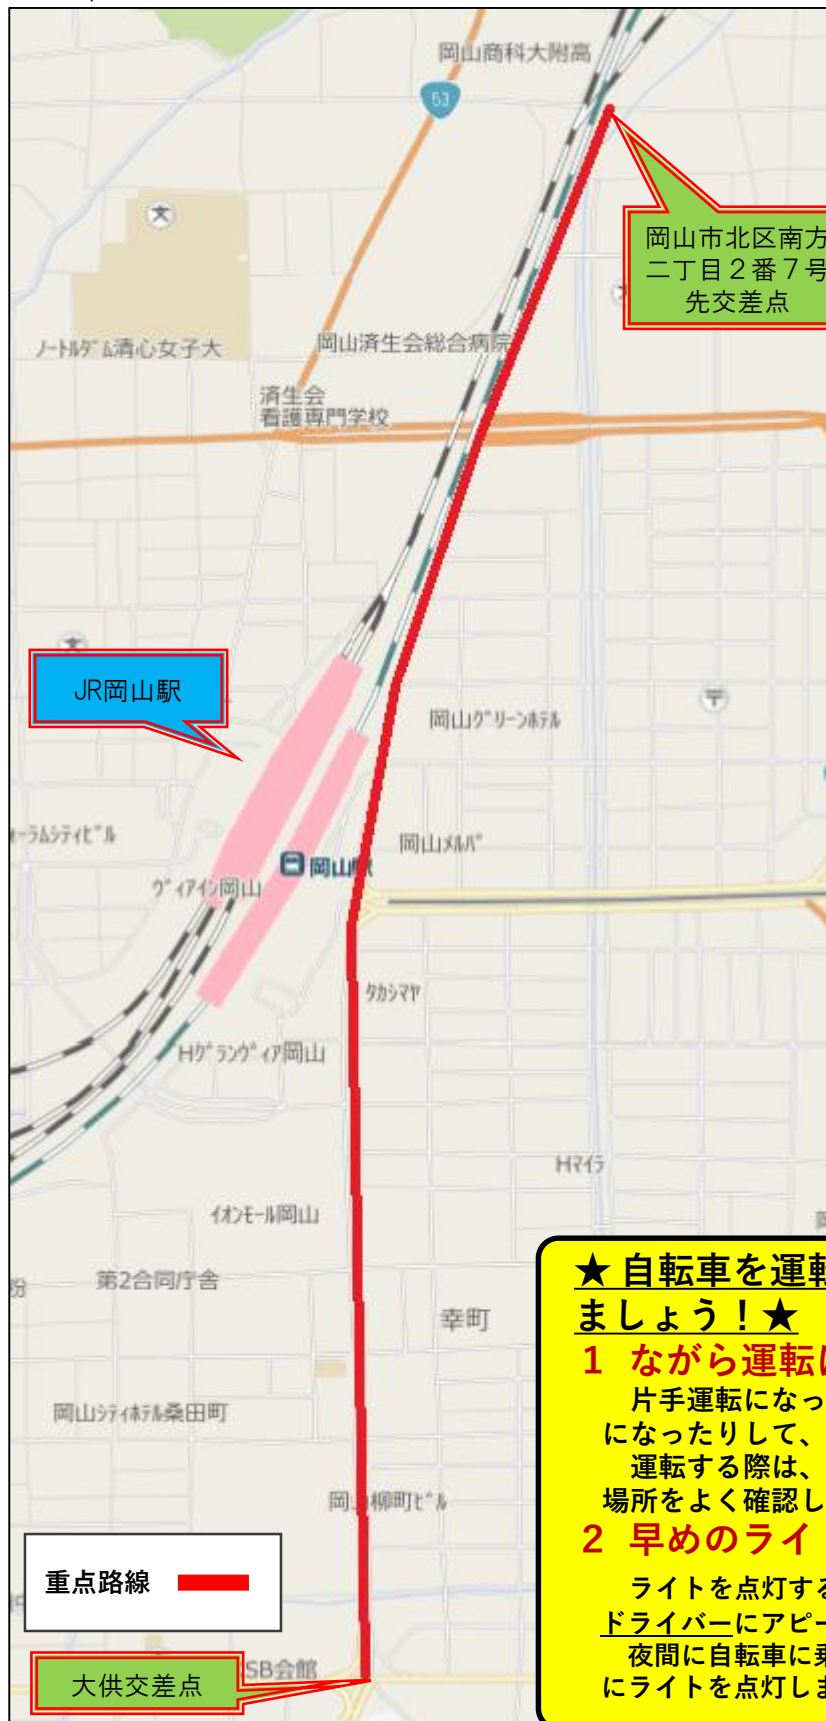 岡山商科大附高
53
岡山市北区南方
二丁目２番７号
先交差点
文
ノートルダム清心女子大
岡山済生会総合病院
済生会
看護専門学校
JR岡山駅
岡山グリーンホテル
ーラムシティビル
岡山メルパ
岡山駅
ヴィアイン岡山
タカシマヤ
Hグランヴィア岡山
Hマイラ
イオンモール岡山
第2合同庁舎
幸町
岡山シティホテル桑田町
岡山柳町ビル
重点路線
SB会館
大供交差点
★ 自転車を運転
ましょう！★
１ ながら運転は
片手運転になっ
になったりして、
運転する際は、
場所をよく確認し
２ 早めのライ
ライトを点灯する
ドライバーにアピー
夜間に自転車に乗
にライトを点灯しま